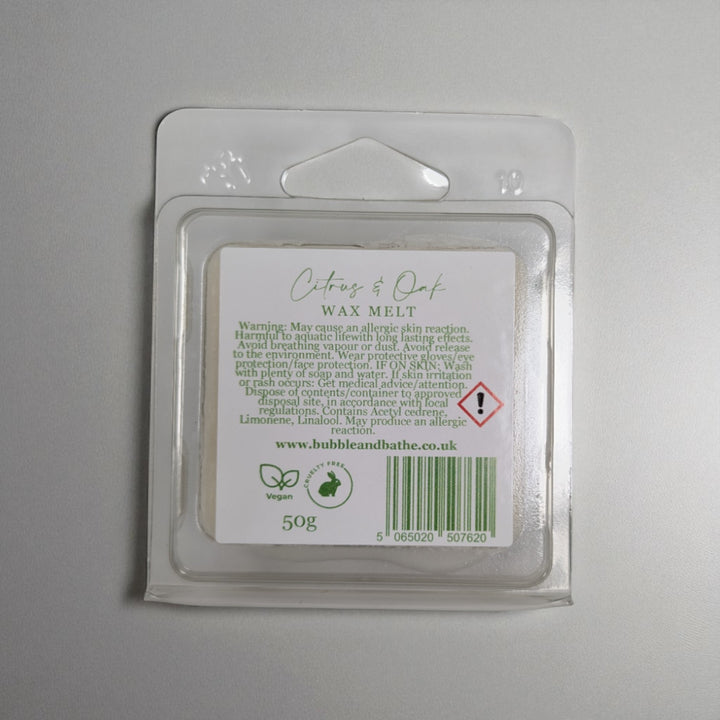 Citrus & Oak
WAX MELT
Warning: May cause an allergic skin reaction.
Harmful to aquatic lifewith long lasting effects.
Avoid breathing vapour or dust. Avoid release
to the environment. Wear protective gloves/eye
protection/face protection. IF ON SKIN: Wash
with plenty of soap and water. If skin irritation
or rash occurs: Get medical advice/attention.
Dispose of contents/container to approved
disposal site, in accordance with local
regulations. Contains Acetyl cedrene,
Limonene, Linalool. May produce an allergic
reaction.
www.bubbleandbathe.co.uk
Vegan
CRUELTY FREE
50g
5 065020 507620